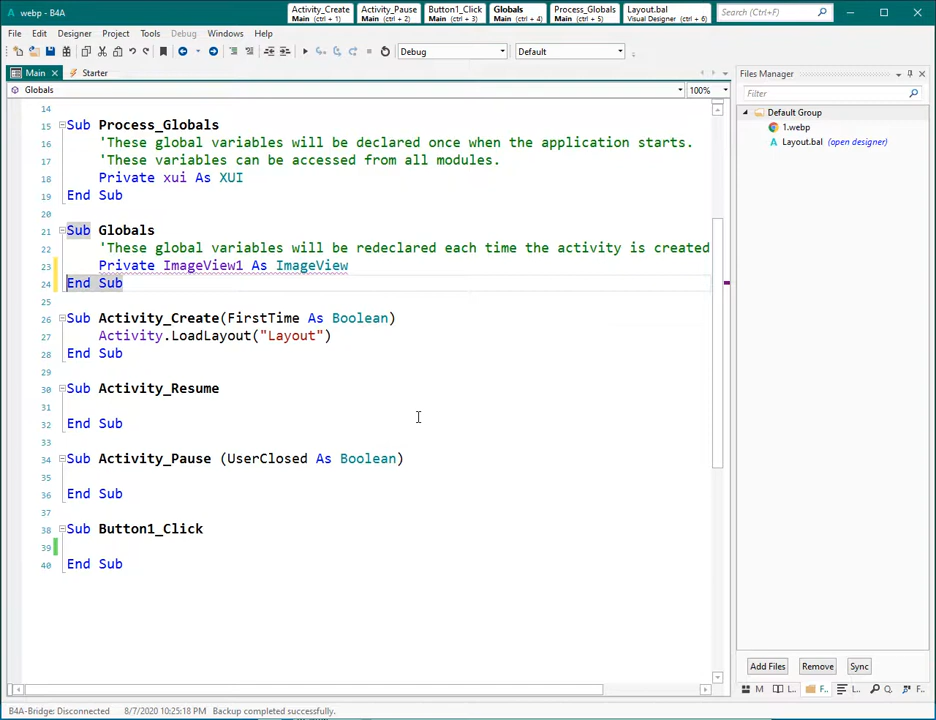 webp - B4A
Activity_Create
Main (ctrl + 1)
Activity_Pause
Main (ctrl + 2)
Button1_Click
Main (ctrl + 3)
Globals
Main (ctrl + 4)
Process_Globals
Main (ctrl + 5)
Layout.bal
Visual Designer (ctrl + 6)
Search (Ctrl+F)
File Edit Designer Project Tools Debug Windows Help
Debug Default
Main Starter
Files Manager
Globals 100%
Filter
Default Group
1.webp
Layout.bal (open designer)
14
15 Sub Process_Globals
16 'These global variables will be declared once when the application starts.
17 'These variables can be accessed from all modules.
18 Private xui As XUI
19 End Sub
20
21 Sub Globals
22 'These global variables will be redeclared each time the activity is created
23 Private ImageView1 As ImageView
24 End Sub
25
26 Sub Activity_Create(FirstTime As Boolean)
27 Activity.LoadLayout("Layout")
28 End Sub
29
30 Sub Activity_Resume
31
32 End Sub
33
34 Sub Activity_Pause (UserClosed As Boolean)
35
36 End Sub
37
38 Sub Button1_Click
39
40 End Sub
Add Files Remove Sync
M L.. F.. L.. Q. F..
B4A-Bridge: Disconnected 8/7/2020 10:25:18 PM Backup completed successfully.